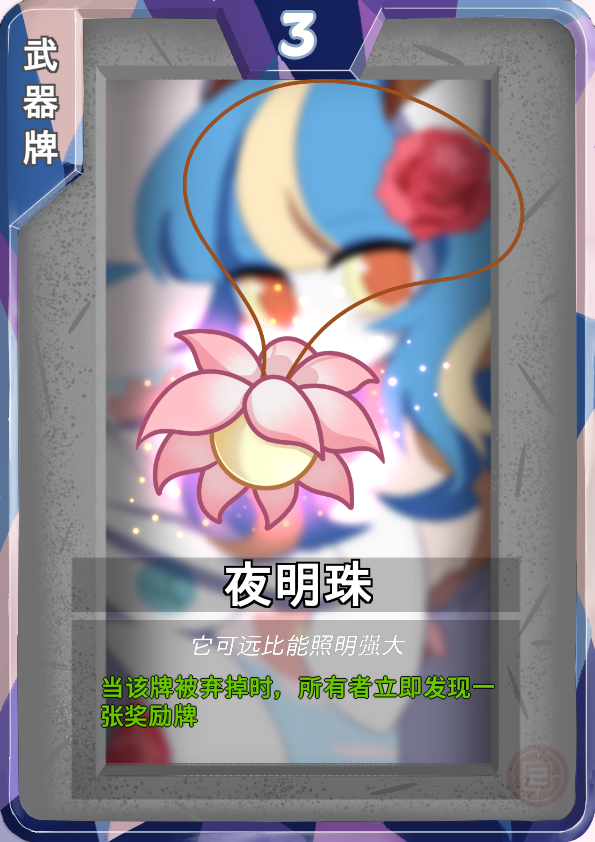 3
武器牌
夜明珠
它可远比能照明强大
当该牌被弃掉时，所有者立即发现一
张奖励牌